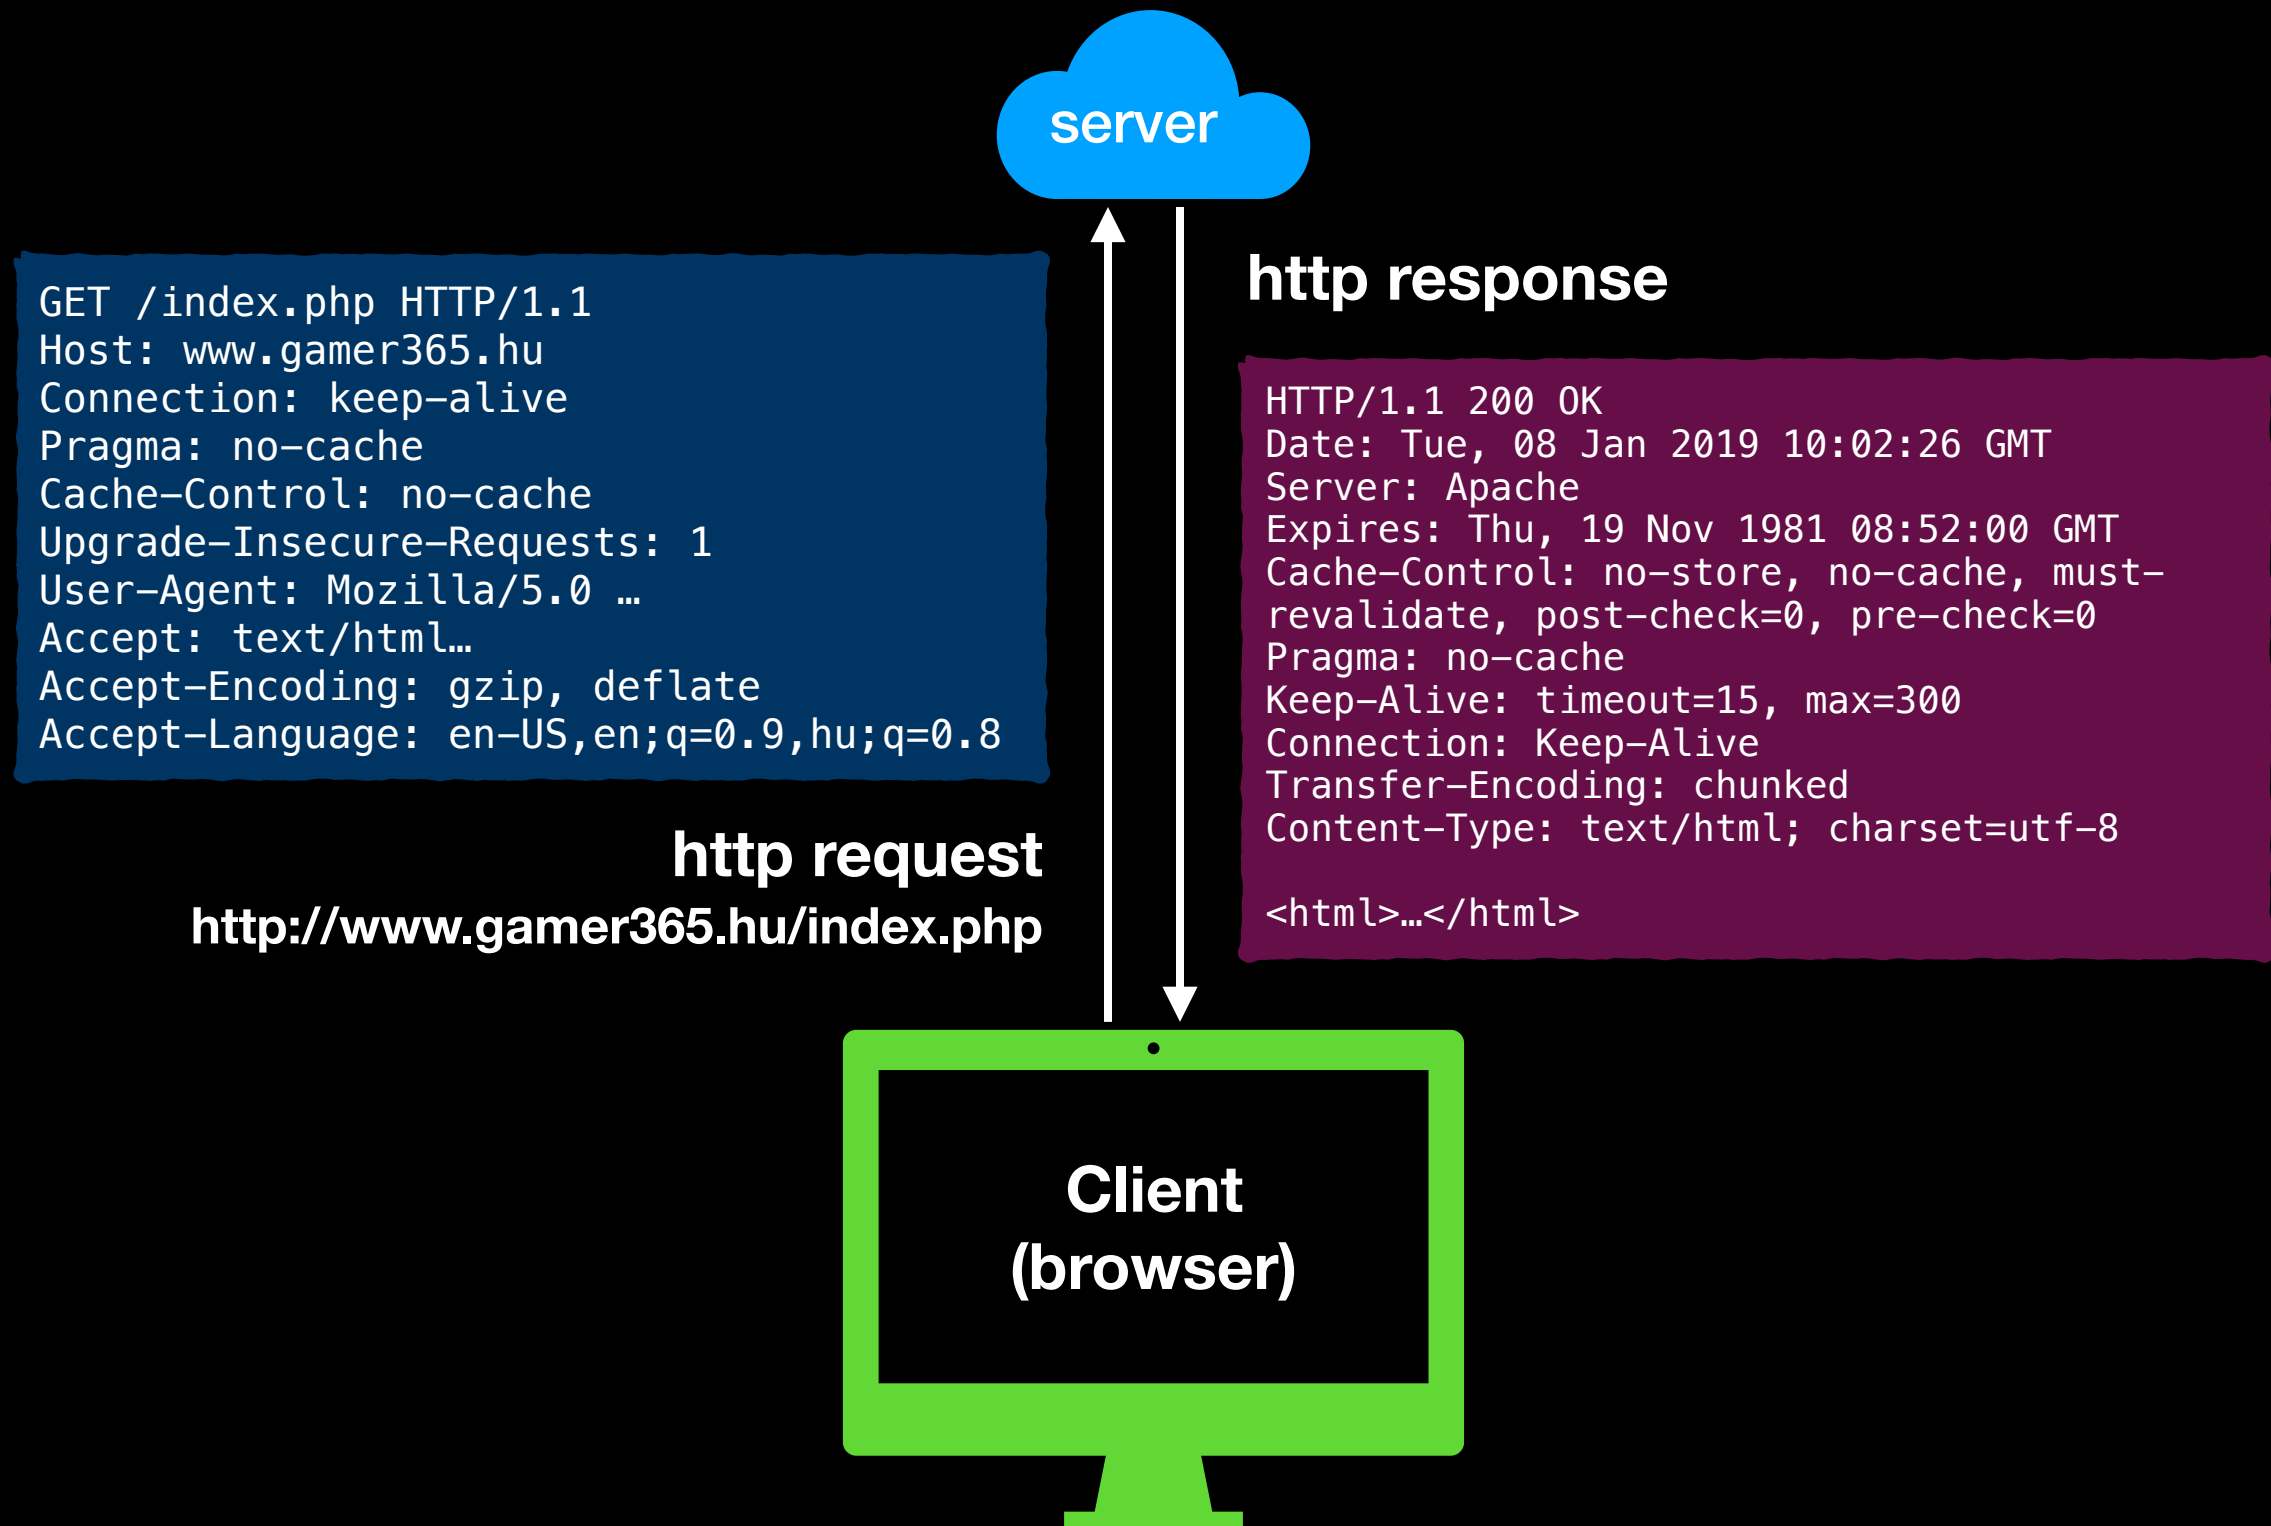 server
GET /index.php HTTP/1.1
Host: www.gamer365.hu
Connection: keep-alive
Pragma: no-cache
Cache-Control: no-cache
Upgrade-Insecure-Requests: 1
User-Agent: Mozilla/5.0 …
Accept: text/html…
Accept-Encoding: gzip, deflate
Accept-Language: en-US,en;q=0.9,hu;q=0.8
http request
http://www.gamer365.hu/index.php
http response
HTTP/1.1 200 OK
Date: Tue, 08 Jan 2019 10:02:26 GMT
Server: Apache
Expires: Thu, 19 Nov 1981 08:52:00 GMT
Cache-Control: no-store, no-cache, must-
revalidate, post-check=0, pre-check=0
Pragma: no-cache
Keep-Alive: timeout=15, max=300
Connection: Keep-Alive
Transfer-Encoding: chunked
Content-Type: text/html; charset=utf-8
<html>…</html>
Client
(browser)